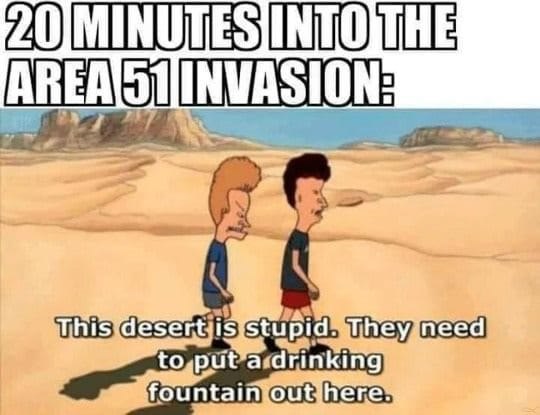 20 MINUTES INTO THE
AREA 51 INVASION:
This desert is stupid. They need
to put a drinking
fountain out here.